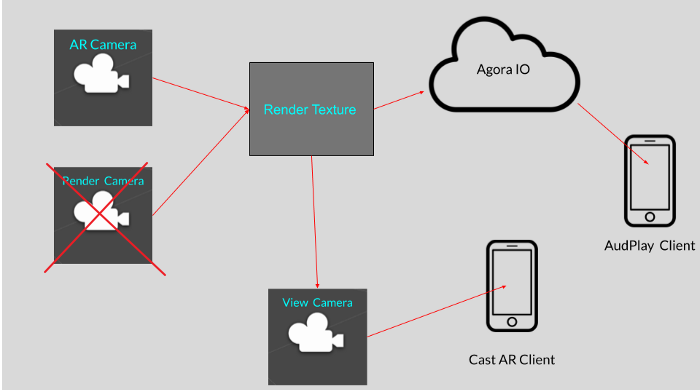 AR Camera
Agora IO
Render Texture
Render Camera
AudPlay Client
View Camera
Cast AR Client